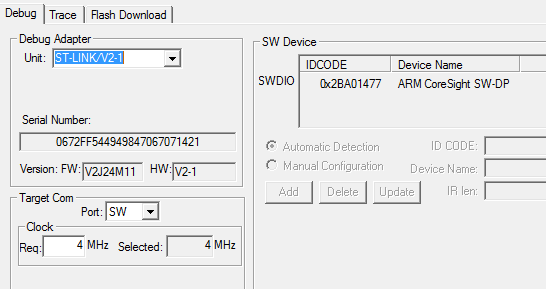 Debug Trace Flash Download
Debug Adapter
Unit: ST-LINK/V2-1
Serial Number:
0672FF544949847067071421
Version: FW: V2J24M11 HW: V2-1
Target Com
Port: SW
Clock
Req: 4 MHz Selected: 4 MHz
SW Device
IDCODE Device Name
SWDIO 0x2BA01477 ARM CoreSight SW-DP
Automatic Detection ID CODE:
Manual Configuration Device Name:
Add Delete Update IR len: